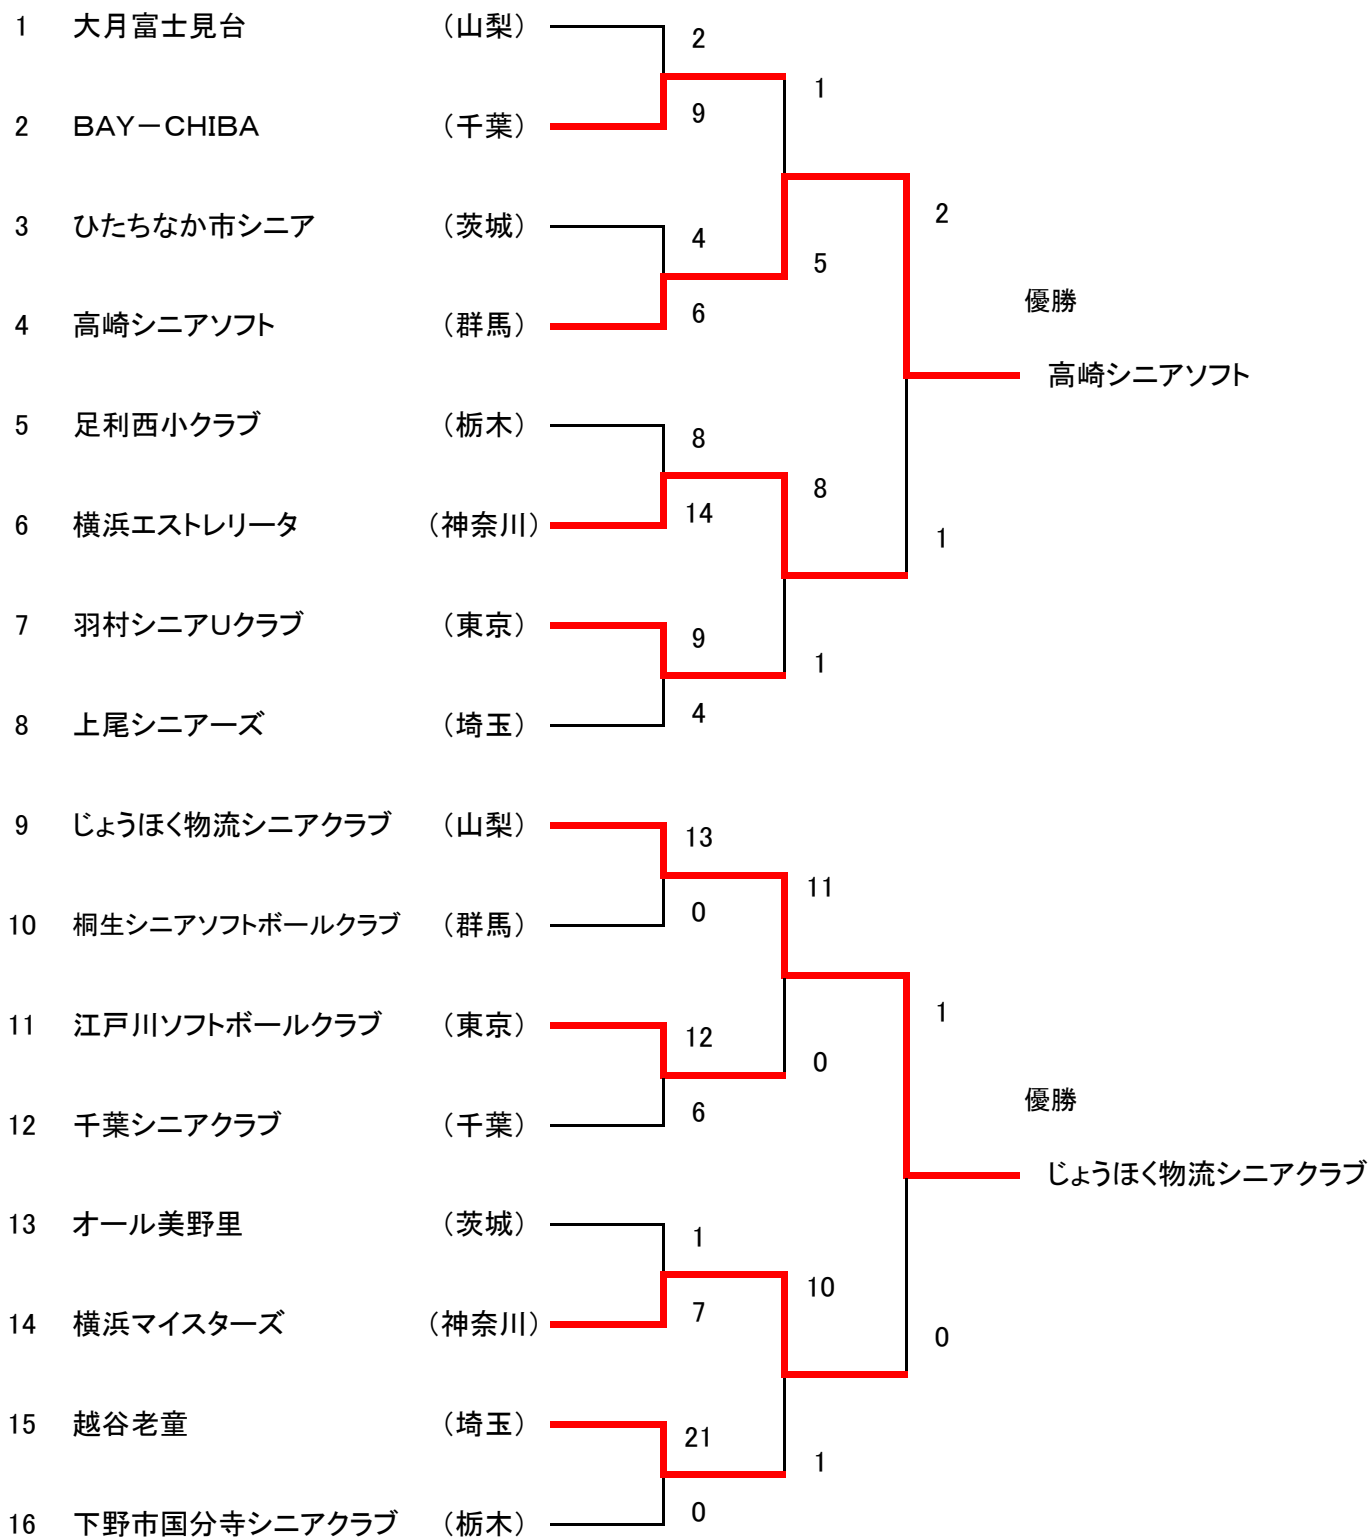 1 大月富士見台 （山梨） 2
1
2 BAY－CHIBA （千葉） 9
3 ひたちなか市シニア （茨城） 4
2
5
4 高崎シニアソフト （群馬） 6
優勝
高崎シニアソフト
5 足利西小クラブ （栃木） 8
8
6 横浜エストレリータ （神奈川） 14
1
7 羽村シニアUクラブ （東京） 9
1
8 上尾シニアーズ （埼玉） 4
9 じょうほく物流シニアクラブ （山梨） 13
11
10 桐生シニアソフトボールクラブ （群馬） 0
11 江戸川ソフトボールクラブ （東京） 12
1
0
12 千葉シニアクラブ （千葉） 6
優勝
じょうほく物流シニアクラブ
13 オール美野里 （茨城） 1
10
14 横浜マイスターズ （神奈川） 7
0
15 越谷老童 （埼玉） 21
1
16 下野市国分寺シニアクラブ （栃木） 0